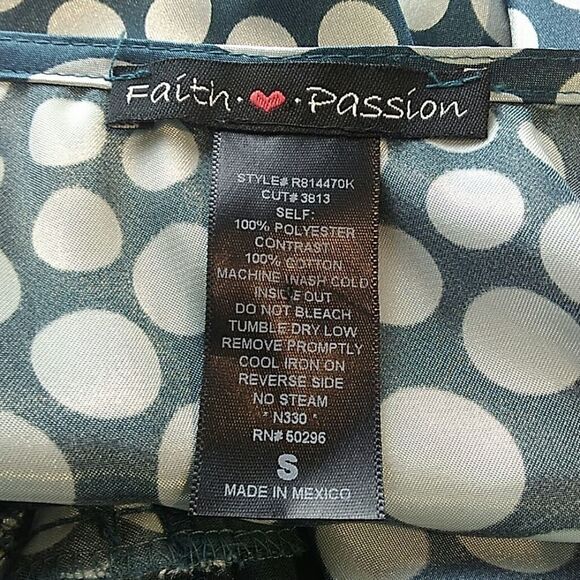 Faith · ❤ · Passion
STYLE# R814470K
CUT# 3813
SELF:
100% POLYESTER
CONTRAST
100% COTTON
MACHINE WASH COLD
INSIDE OUT
DO NOT BLEACH
TUMBLE DRY LOW
REMOVE PROMPTLY
COOL IRON ON
REVERSE SIDE
NO STEAM
* N330 *
RN# 50296
S
MADE IN MEXICO